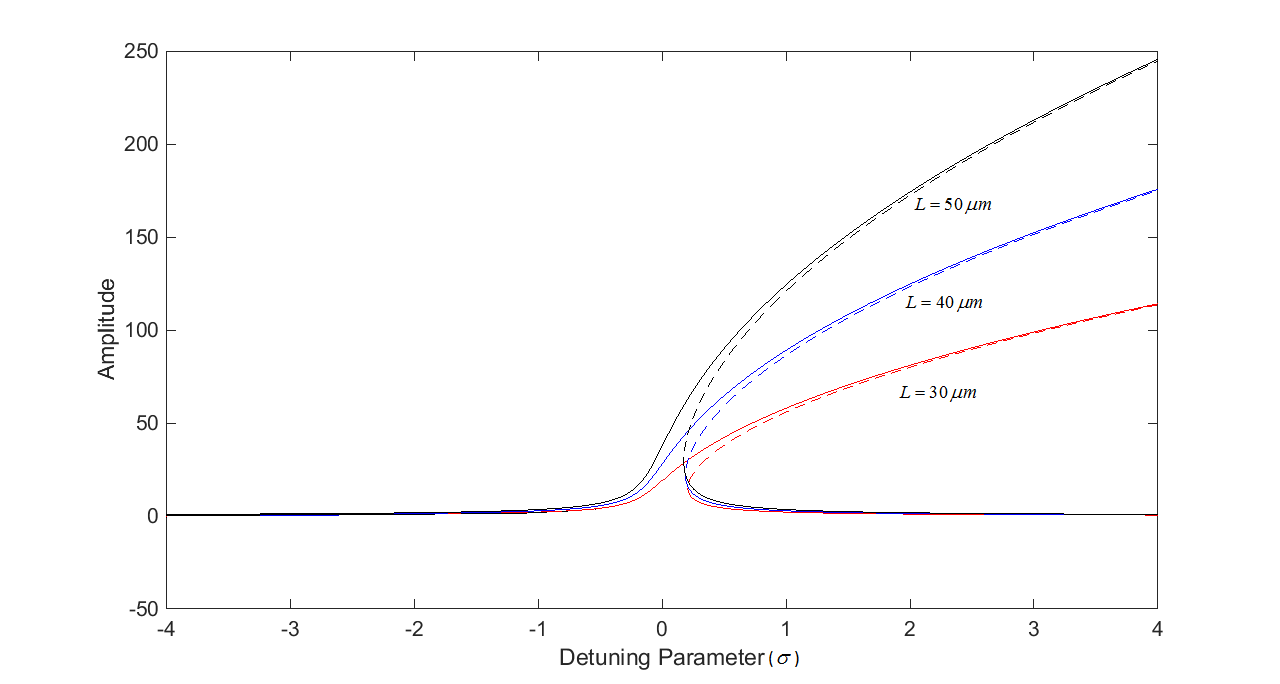 250
200
150
100
50
0
-50
Amplitude
L = 50 μm
L = 40 μm
L = 30 μm
-4 -3 -2 -1 0 1 2 3 4
Detuning Parameter (σ)